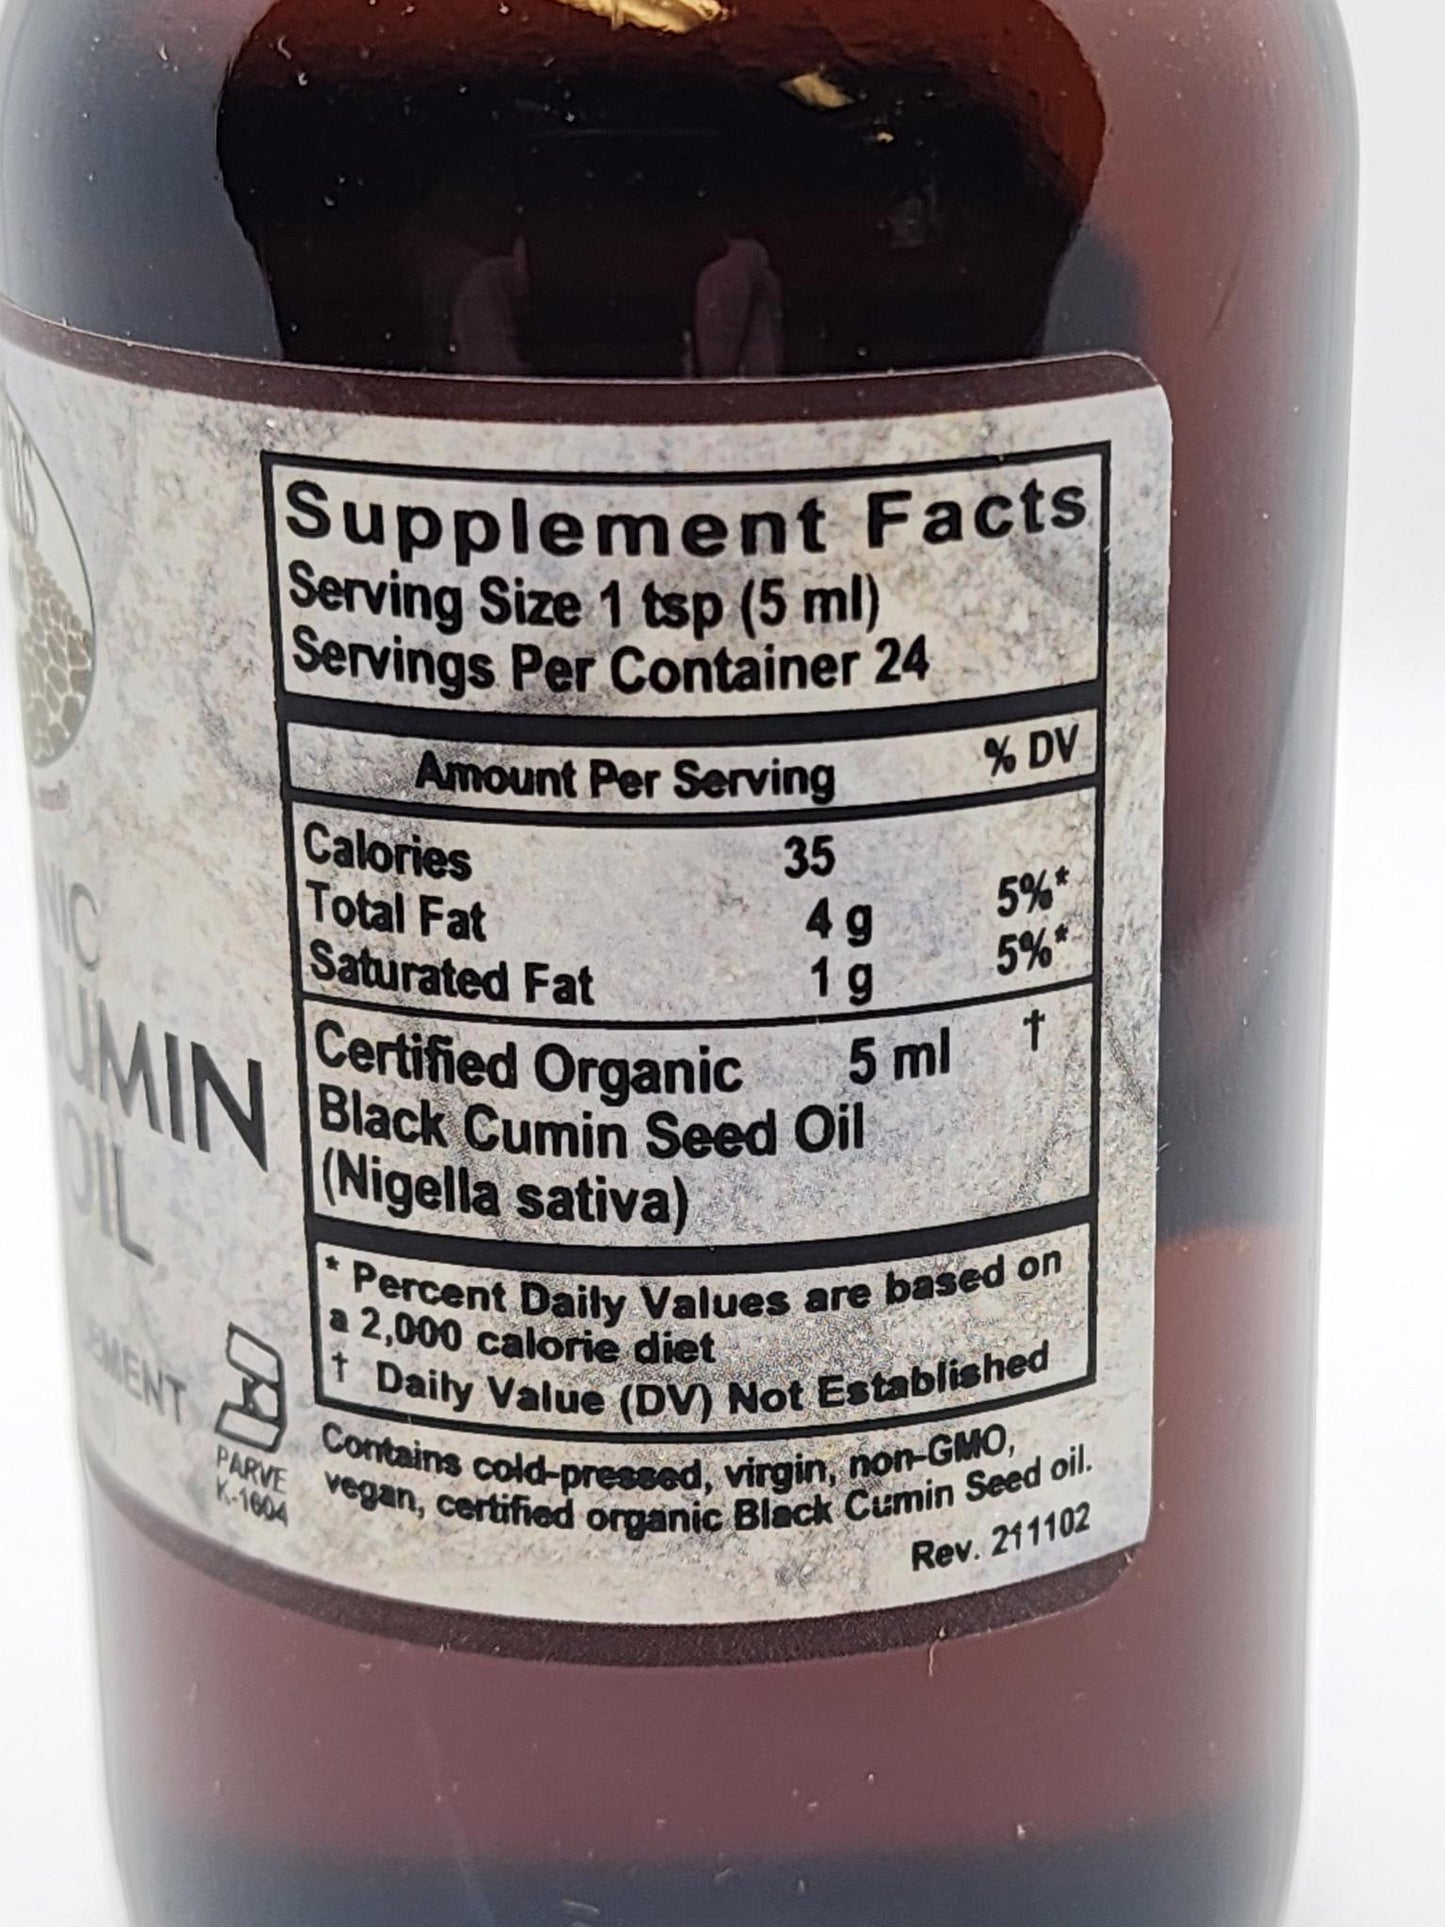 Supplement Facts
Serving Size 1 tsp (5 ml)
Servings Per Container 24
Amount Per Serving % DV
Calories 35
Total Fat 4 g 5%*
Saturated Fat 1 g 5%*
Certified Organic 5 ml †
Black Cumin Seed Oil
(Nigella sativa)
* Percent Daily Values are based on
a 2,000 calorie diet
† Daily Value (DV) Not Established
Contains cold-pressed, virgin, non-GMO,
vegan, certified organic Black Cumin Seed oil.
Rev. 211102
NIC
UMIN
OIL
EMENT
K
PARVE
K-1604